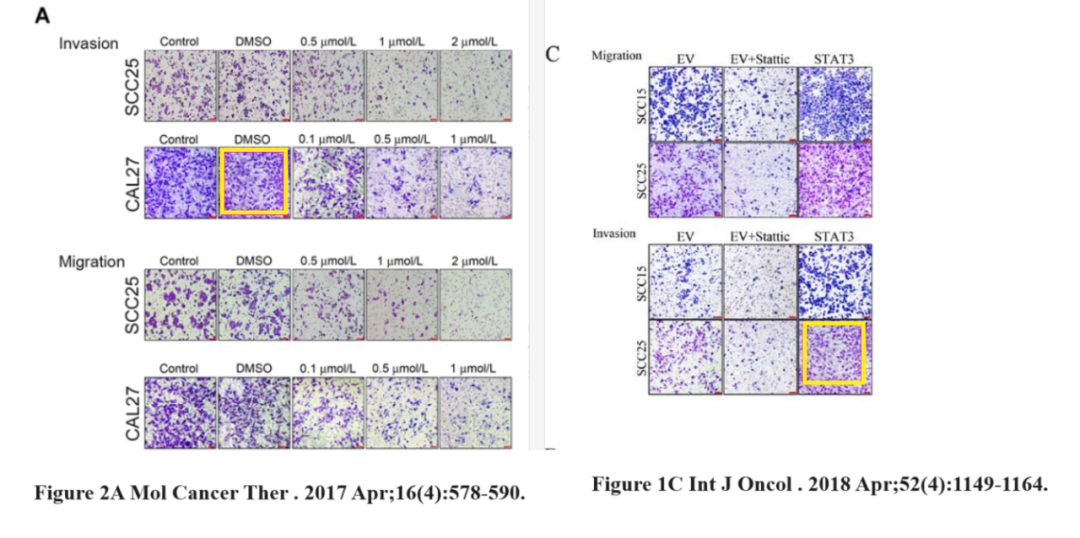 A
Invasion Control DMSO 0.5 μmol/L 1 μmol/L 2 μmol/L
SCC25
Control DMSO 0.1 μmol/L 0.5 μmol/L 1 μmol/L
CAL27
Migration Control DMSO 0.5 μmol/L 1 μmol/L 2 μmol/L
SCC25
Control DMSO 0.1 μmol/L 0.5 μmol/L 1 μmol/L
CAL27
Figure 2A Mol Cancer Ther . 2017 Apr;16(4):578-590.
C
Migration EV EV+Stattic STAT3
SCC15
SCC25
Invasion EV EV+Stattic STAT3
SCC15
SCC25
Figure 1C Int J Oncol . 2018 Apr;52(4):1149-1164.